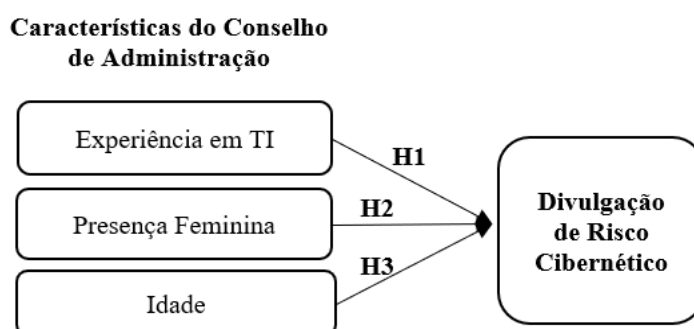 Características do Conselho
de Administração
Experiência em TI
H1
Presença Feminina
H2
Idade
H3
Divulgação
de Risco
Cibernético